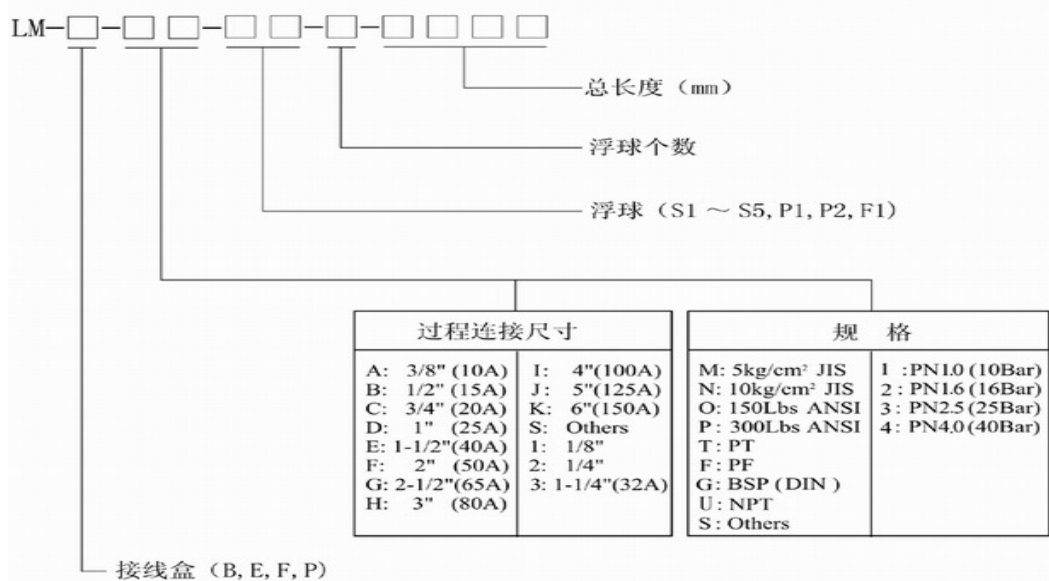 LM-□-□□-□□-□-□□□□
总长度（mm）
浮球个数
浮球（S1 ～ S5, P1, P2, F1）
过程连接尺寸
A: 3/8" (10A)
B: 1/2" (15A)
C: 3/4" (20A)
D: 1" (25A)
E: 1-1/2"(40A)
F: 2" (50A)
G: 2-1/2"(65A)
H: 3" (80A)
I: 4"(100A)
J: 5"(125A)
K: 6"(150A)
S: Others
1: 1/8"
2: 1/4"
3: 1-1/4"(32A)
规 格
M: 5kg/cm² JIS
N: 10kg/cm² JIS
O: 150Lbs ANSI
P: 300Lbs ANSI
T: PT
F: PF
G: BSP (DIN )
U: NPT
S: Others
1 :PN1.0 (10Bar)
2 :PN1.6 (16Bar)
3 :PN2.5 (25Bar)
4: PN4.0 (40Bar)
接线盒（B, E, F, P）